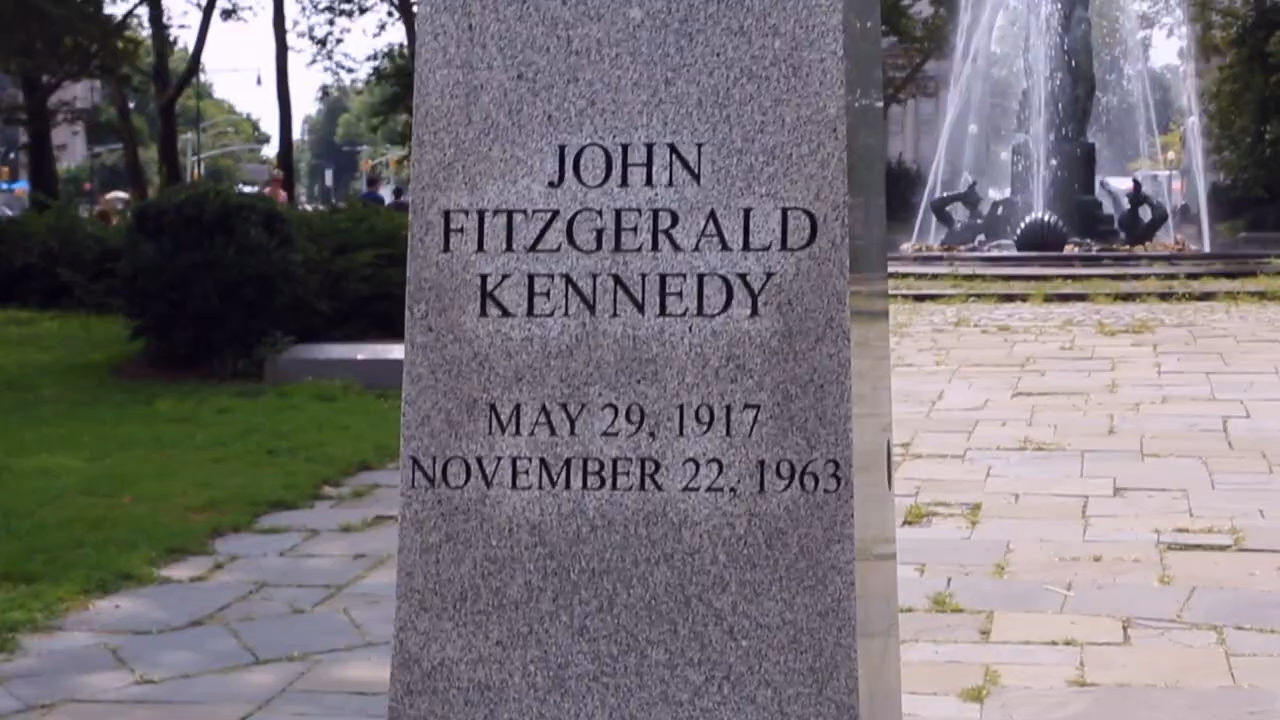 JOHN
FITZGERALD
KENNEDY
MAY 29, 1917
NOVEMBER 22, 1963